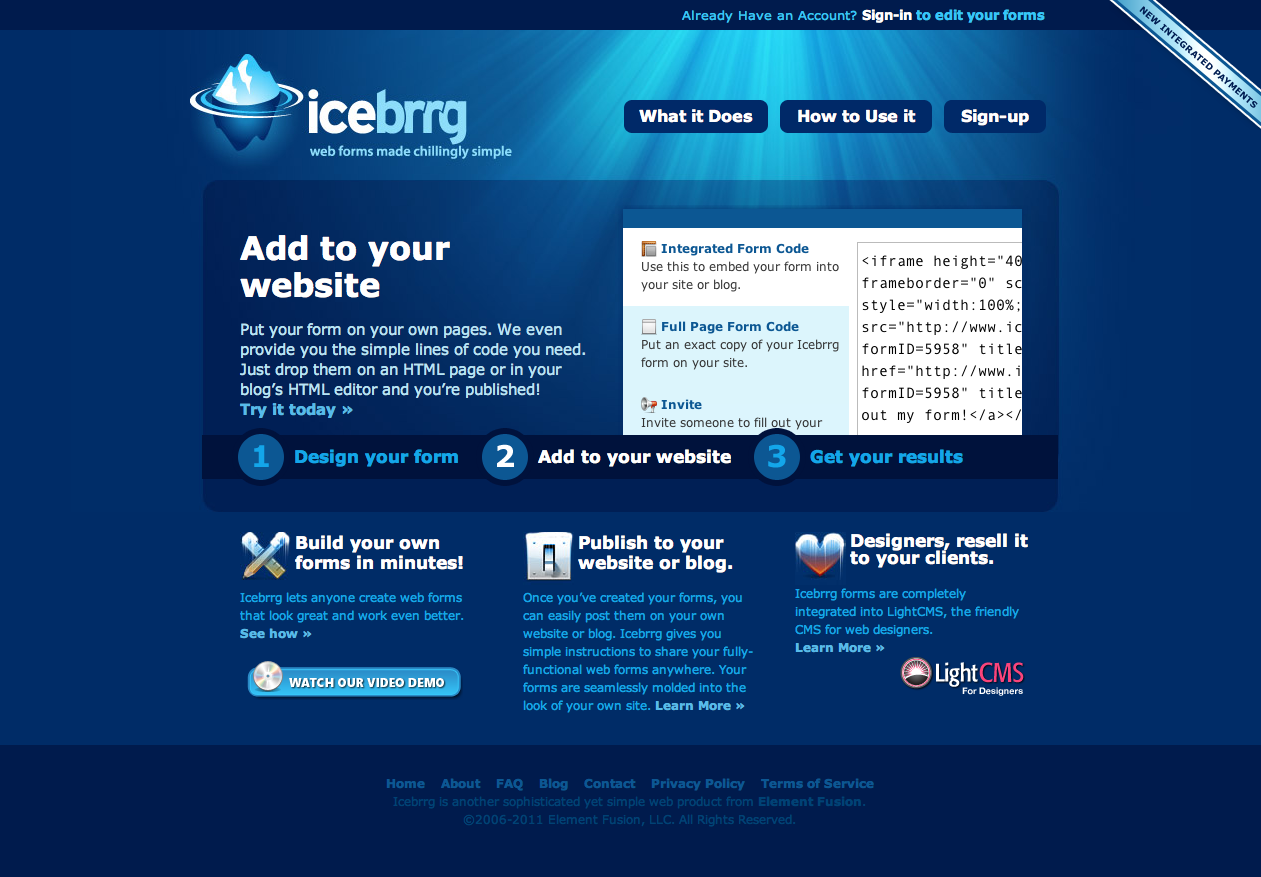 Already Have an Account? Sign-in to edit your forms
NEW INTEGRATED PAYMENTS
icebrrg
web forms made chillingly simple
What it Does
How to Use it
Sign-up
Add to your
website
Put your form on your own pages. We even
provide you the simple lines of code you need.
Just drop them on an HTML page or in your
blog’s HTML editor and you’re published!
Try it today »
Integrated Form Code
Use this to embed your form into
your site or blog.
Full Page Form Code
Put an exact copy of your Icebrrg
form on your site.
Invite
Invite someone to fill out your
<iframe height="40
frameborder="0" sc
style="width:100%;
src="http://www.ic
formID=5958" title
href="http://www.i
formID=5958" title
out my form!</a></
1 Design your form
2 Add to your website
3 Get your results
Build your own
forms in minutes!
Icebrrg lets anyone create web forms
that look great and work even better.
See how »
WATCH OUR VIDEO DEMO
Publish to your
website or blog.
Once you’ve created your forms, you
can easily post them on your own
website or blog. Icebrrg gives you
simple instructions to share your fully-
functional web forms anywhere. Your
forms are seamlessly molded into the
look of your own site. Learn More »
Designers, resell it
to your clients.
Icebrrg forms are completely
integrated into LightCMS, the friendly
CMS for web designers.
Learn More »
LightCMS
For Designers
Home About FAQ Blog Contact Privacy Policy Terms of Service
Icebrrg is another sophisticated yet simple web product from Element Fusion.
©2006-2011 Element Fusion, LLC. All Rights Reserved.